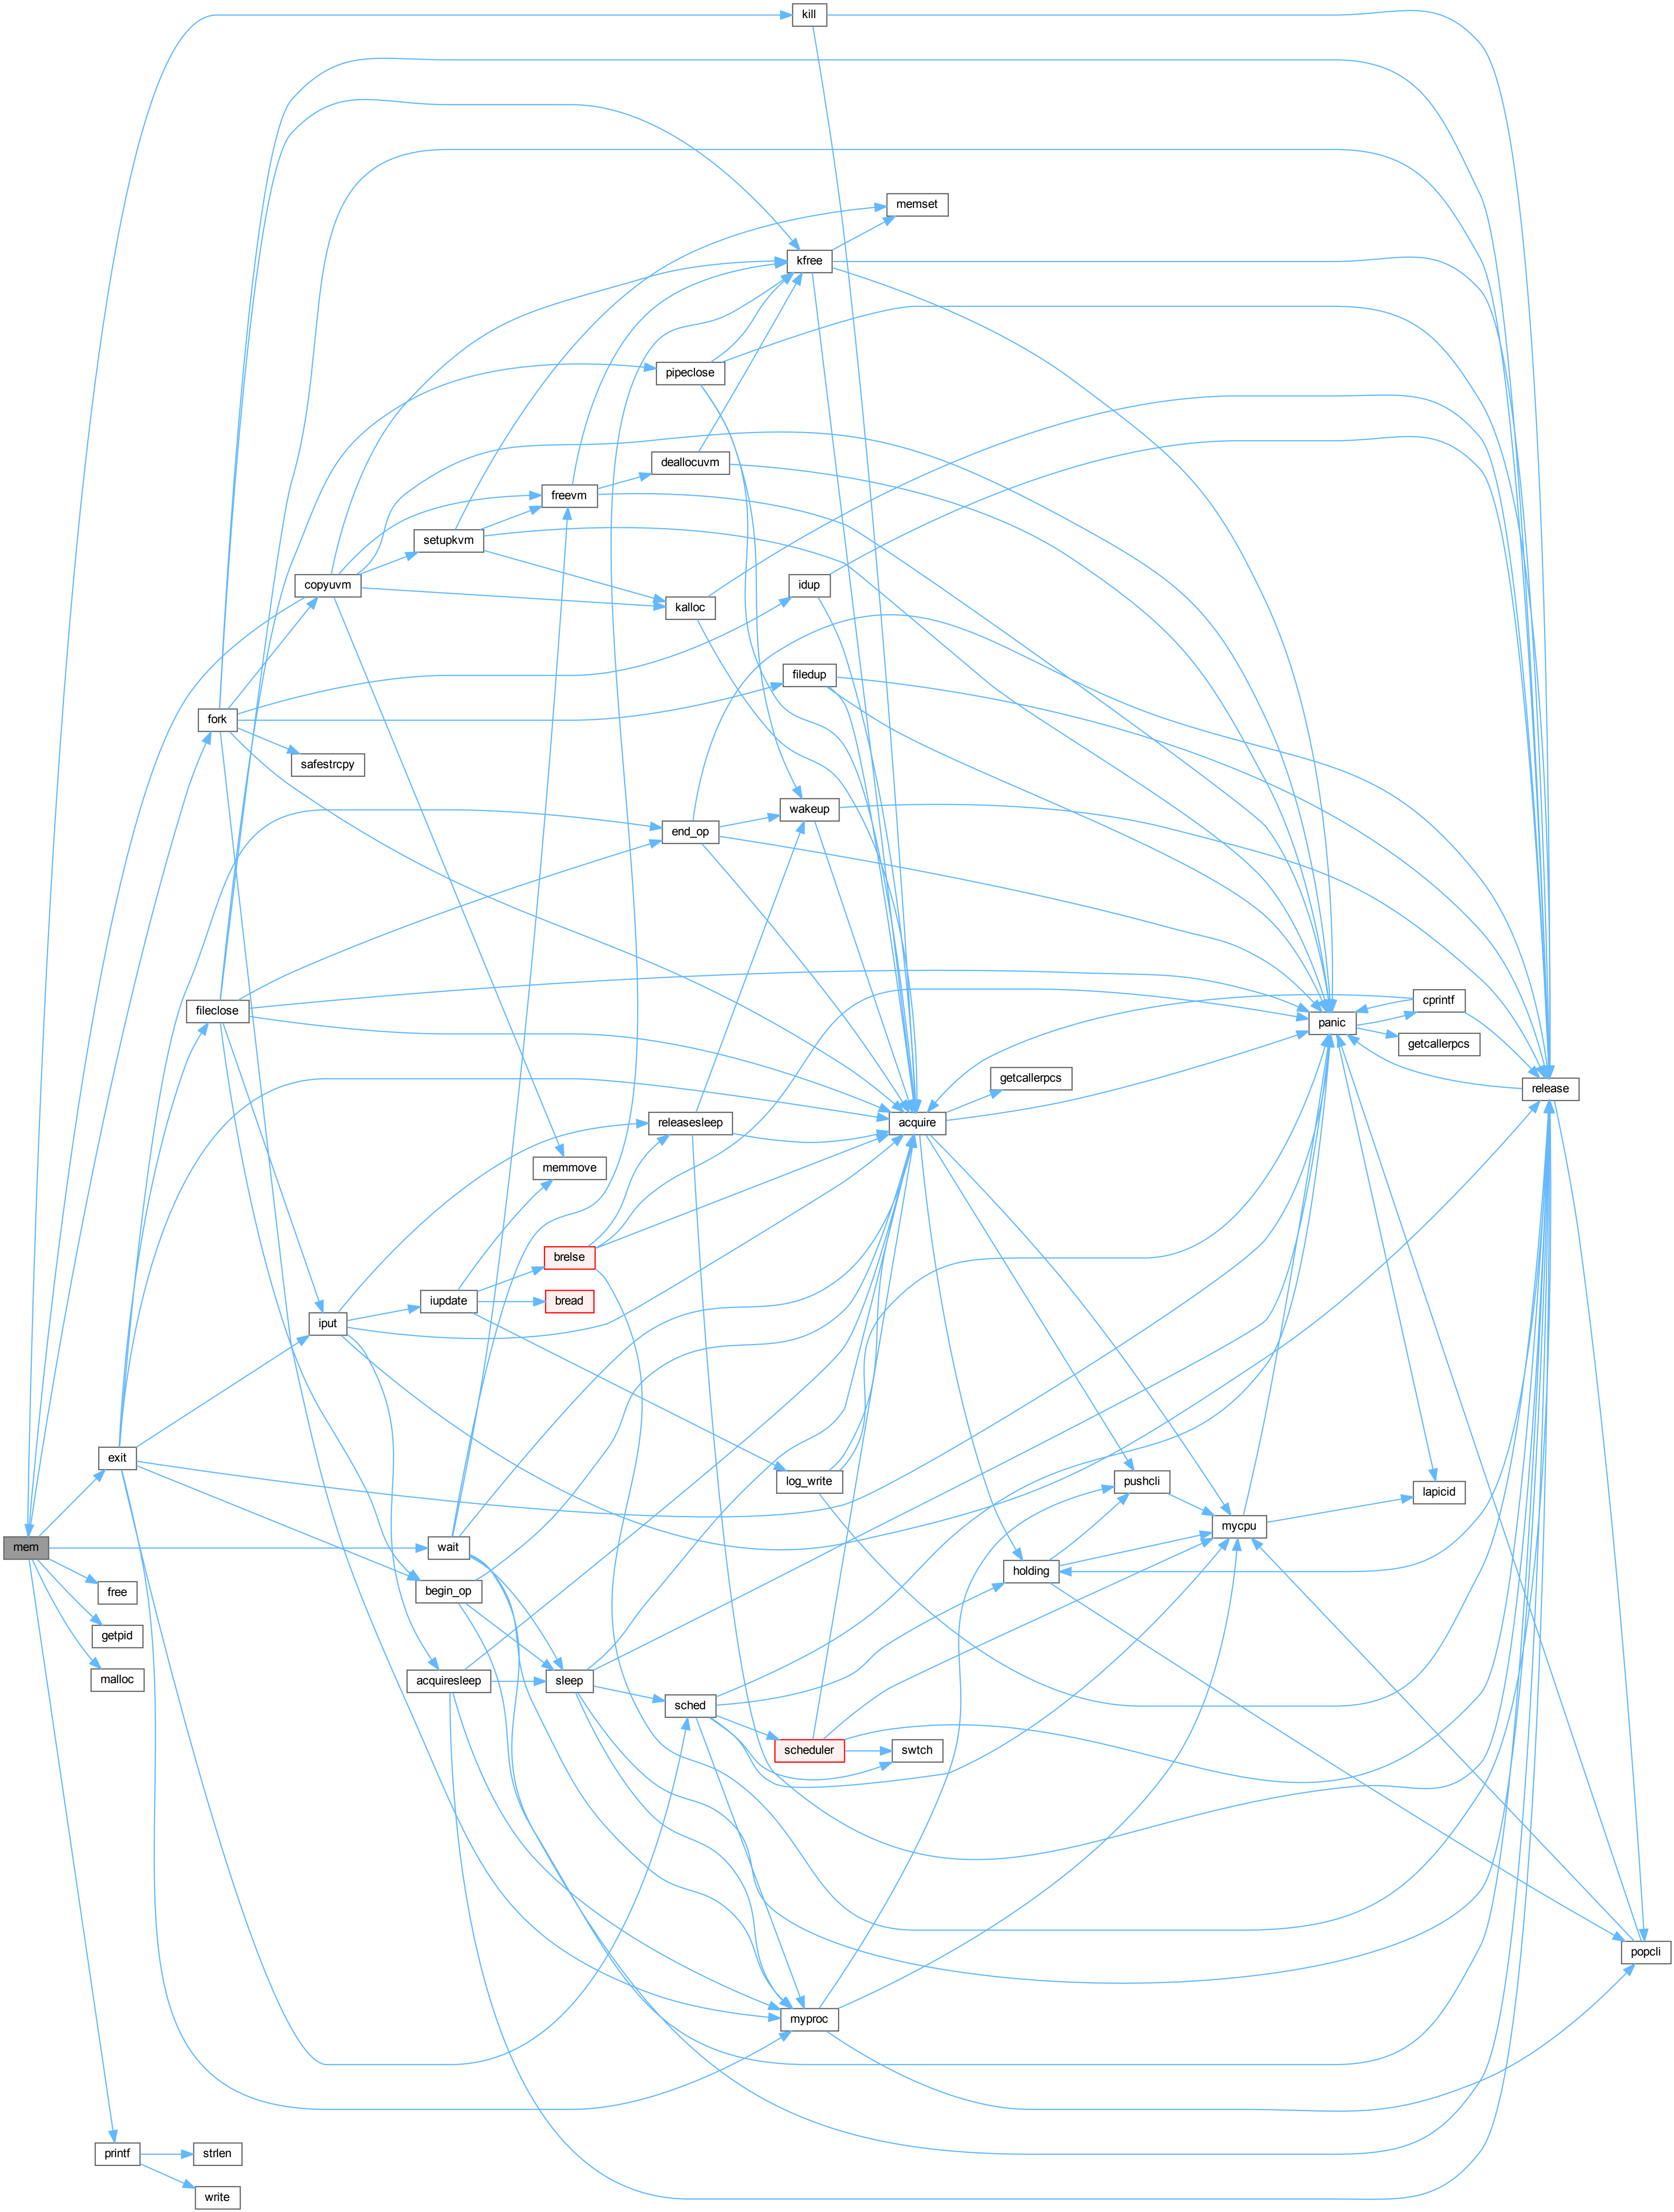 kill
memset
kfree
pipeclose
deallocuvm
freevm
setupkvm
copyuvm
idup
kalloc
filedup
fork
safestrcpy
wakeup
end_op
cprintf
fileclose
panic
getcallerpcs
getcallerpcs
release
releasesleep
acquire
memmove
brelse
iupdate
bread
iput
exit
log_write
pushcli
lapicid
mycpu
mem
wait
holding
free
begin_op
getpid
malloc
acquiresleep
sleep
sched
scheduler
swtch
popcli
myproc
printf
strlen
write